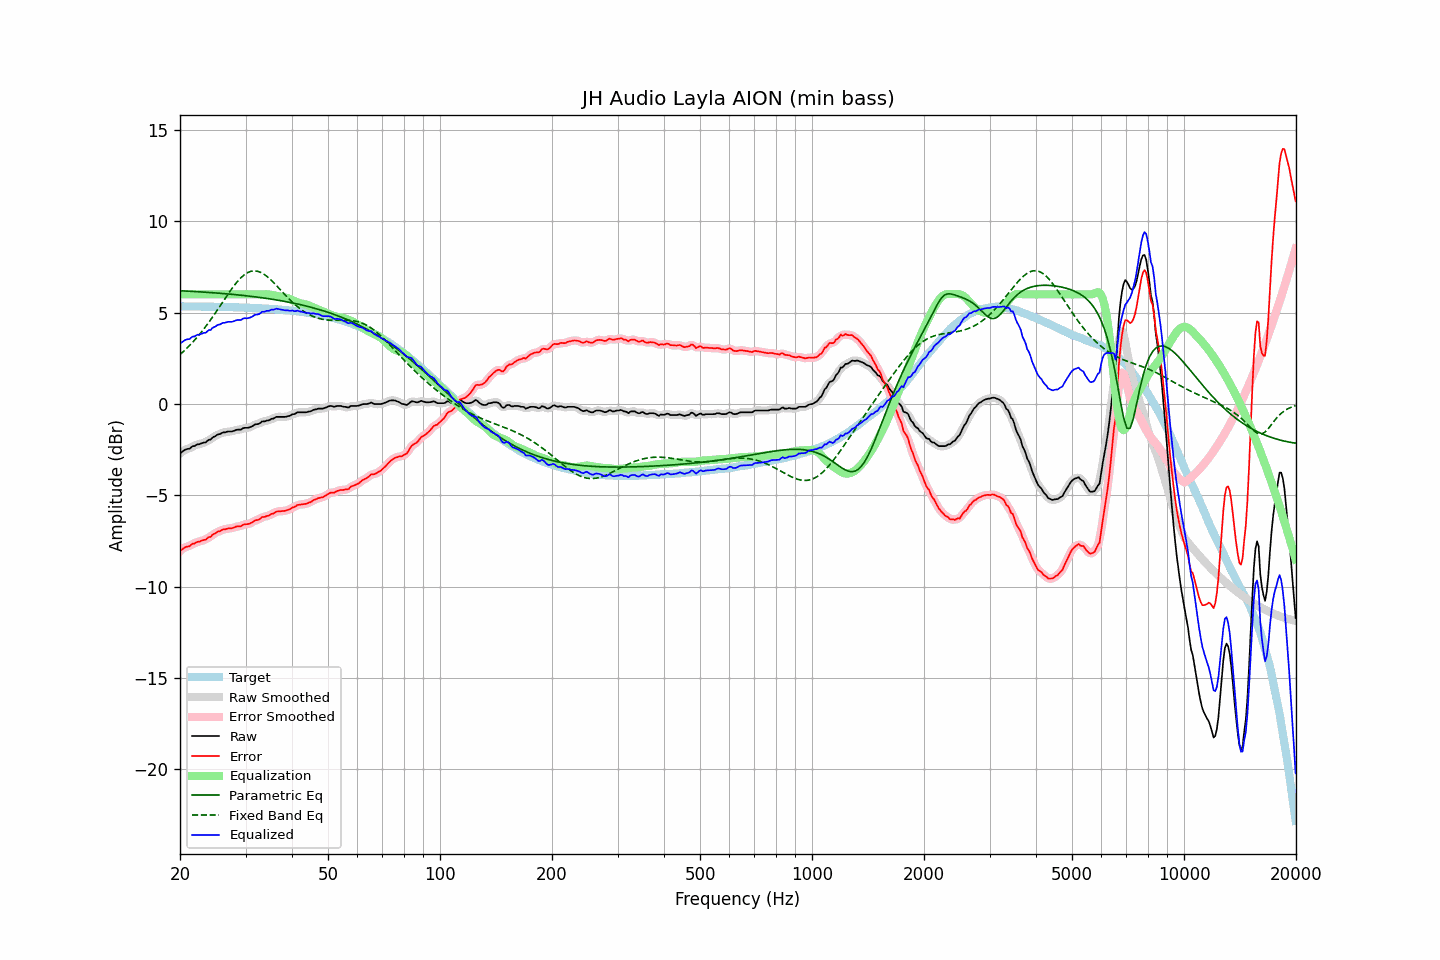 JH Audio Layla AION (min bass)
Amplitude (dBr)
15
10
5
0
−5
−10
−15
−20
Target
Raw Smoothed
Error Smoothed
Raw
Error
Equalization
Parametric Eq
Fixed Band Eq
Equalized
20 50 100 200 500 1000 2000 5000 10000 20000
Frequency (Hz)